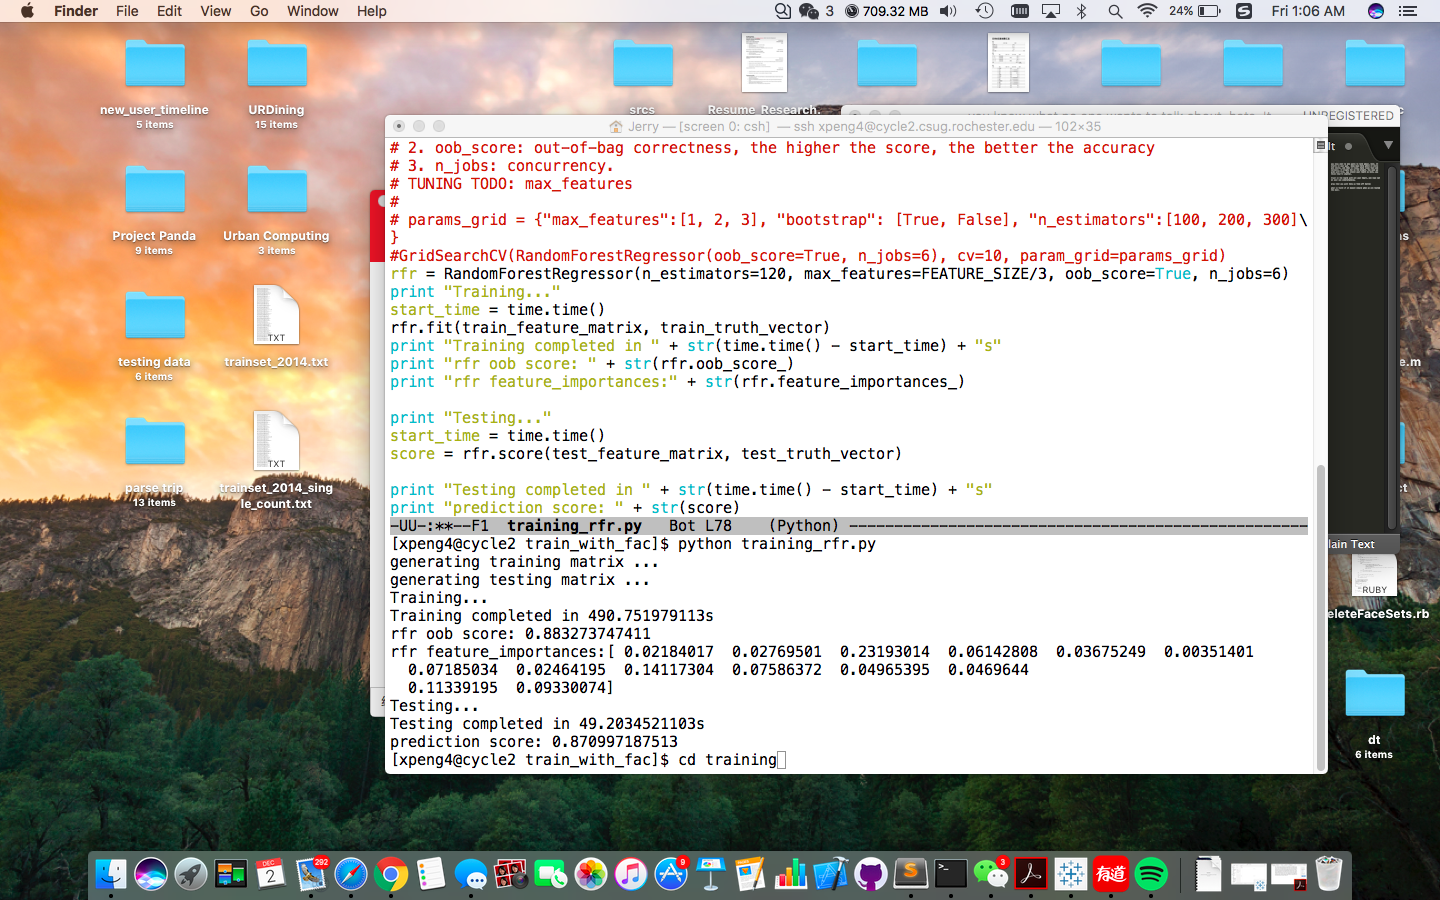 Finder File Edit View Go Window Help 3 709.32 MB 24% Fri 1:06 AM
new_user_timeline
5 items
URDining
15 items
srcs
Resume_Research.
UNREGISTERED
Jerry — [screen 0: csh] — ssh xpeng4@cycle2.csug.rochester.edu — 102×35
# 2. oob_score: out-of-bag correctness, the higher the score, the better the accuracy
# 3. n_jobs: concurrency.
# TUNING TODO: max_features
#
# params_grid = {"max_features":[1, 2, 3], "bootstrap": [True, False], "n_estimators":[100, 200, 300]\
}
#GridSearchCV(RandomForestRegressor(oob_score=True, n_jobs=6), cv=10, param_grid=params_grid)
rfr = RandomForestRegressor(n_estimators=120, max_features=FEATURE_SIZE/3, oob_score=True, n_jobs=6)
print "Training..."
start_time = time.time()
rfr.fit(train_feature_matrix, train_truth_vector)
print "Training completed in " + str(time.time() - start_time) + "s"
print "rfr oob score: " + str(rfr.oob_score_)
print "rfr feature_importances:" + str(rfr.feature_importances_)
print "Testing..."
start_time = time.time()
score = rfr.score(test_feature_matrix, test_truth_vector)
print "Testing completed in " + str(time.time() - start_time) + "s"
print "prediction score: " + str(score)
-UU-:**--F1 training_rfr.py Bot L78 (Python) ---------------------------------------------------
[xpeng4@cycle2 train_with_fac]$ python training_rfr.py
generating training matrix ...
generating testing matrix ...
Training...
Training completed in 490.751979113s
rfr oob score: 0.883273747411
rfr feature_importances:[ 0.02184017 0.02769501 0.23193014 0.06142808 0.03675249 0.00351401
0.07185034 0.02464195 0.14117304 0.07586372 0.04965395 0.0469644
0.11339195 0.09330074]
Testing...
Testing completed in 49.2034521103s
prediction score: 0.870997187513
[xpeng4@cycle2 train_with_fac]$ cd training
Project Panda
9 items
Urban Computing
3 items
testing data
6 items
TXT
trainset_2014.txt
parse trip
13 items
TXT
trainset_2014_sing
le_count.txt
lt
ns
e.m
ct
lain Text
RUBY
eleteFaceSets.rb
dt
6 items
DEC
2
292
9
3
有道